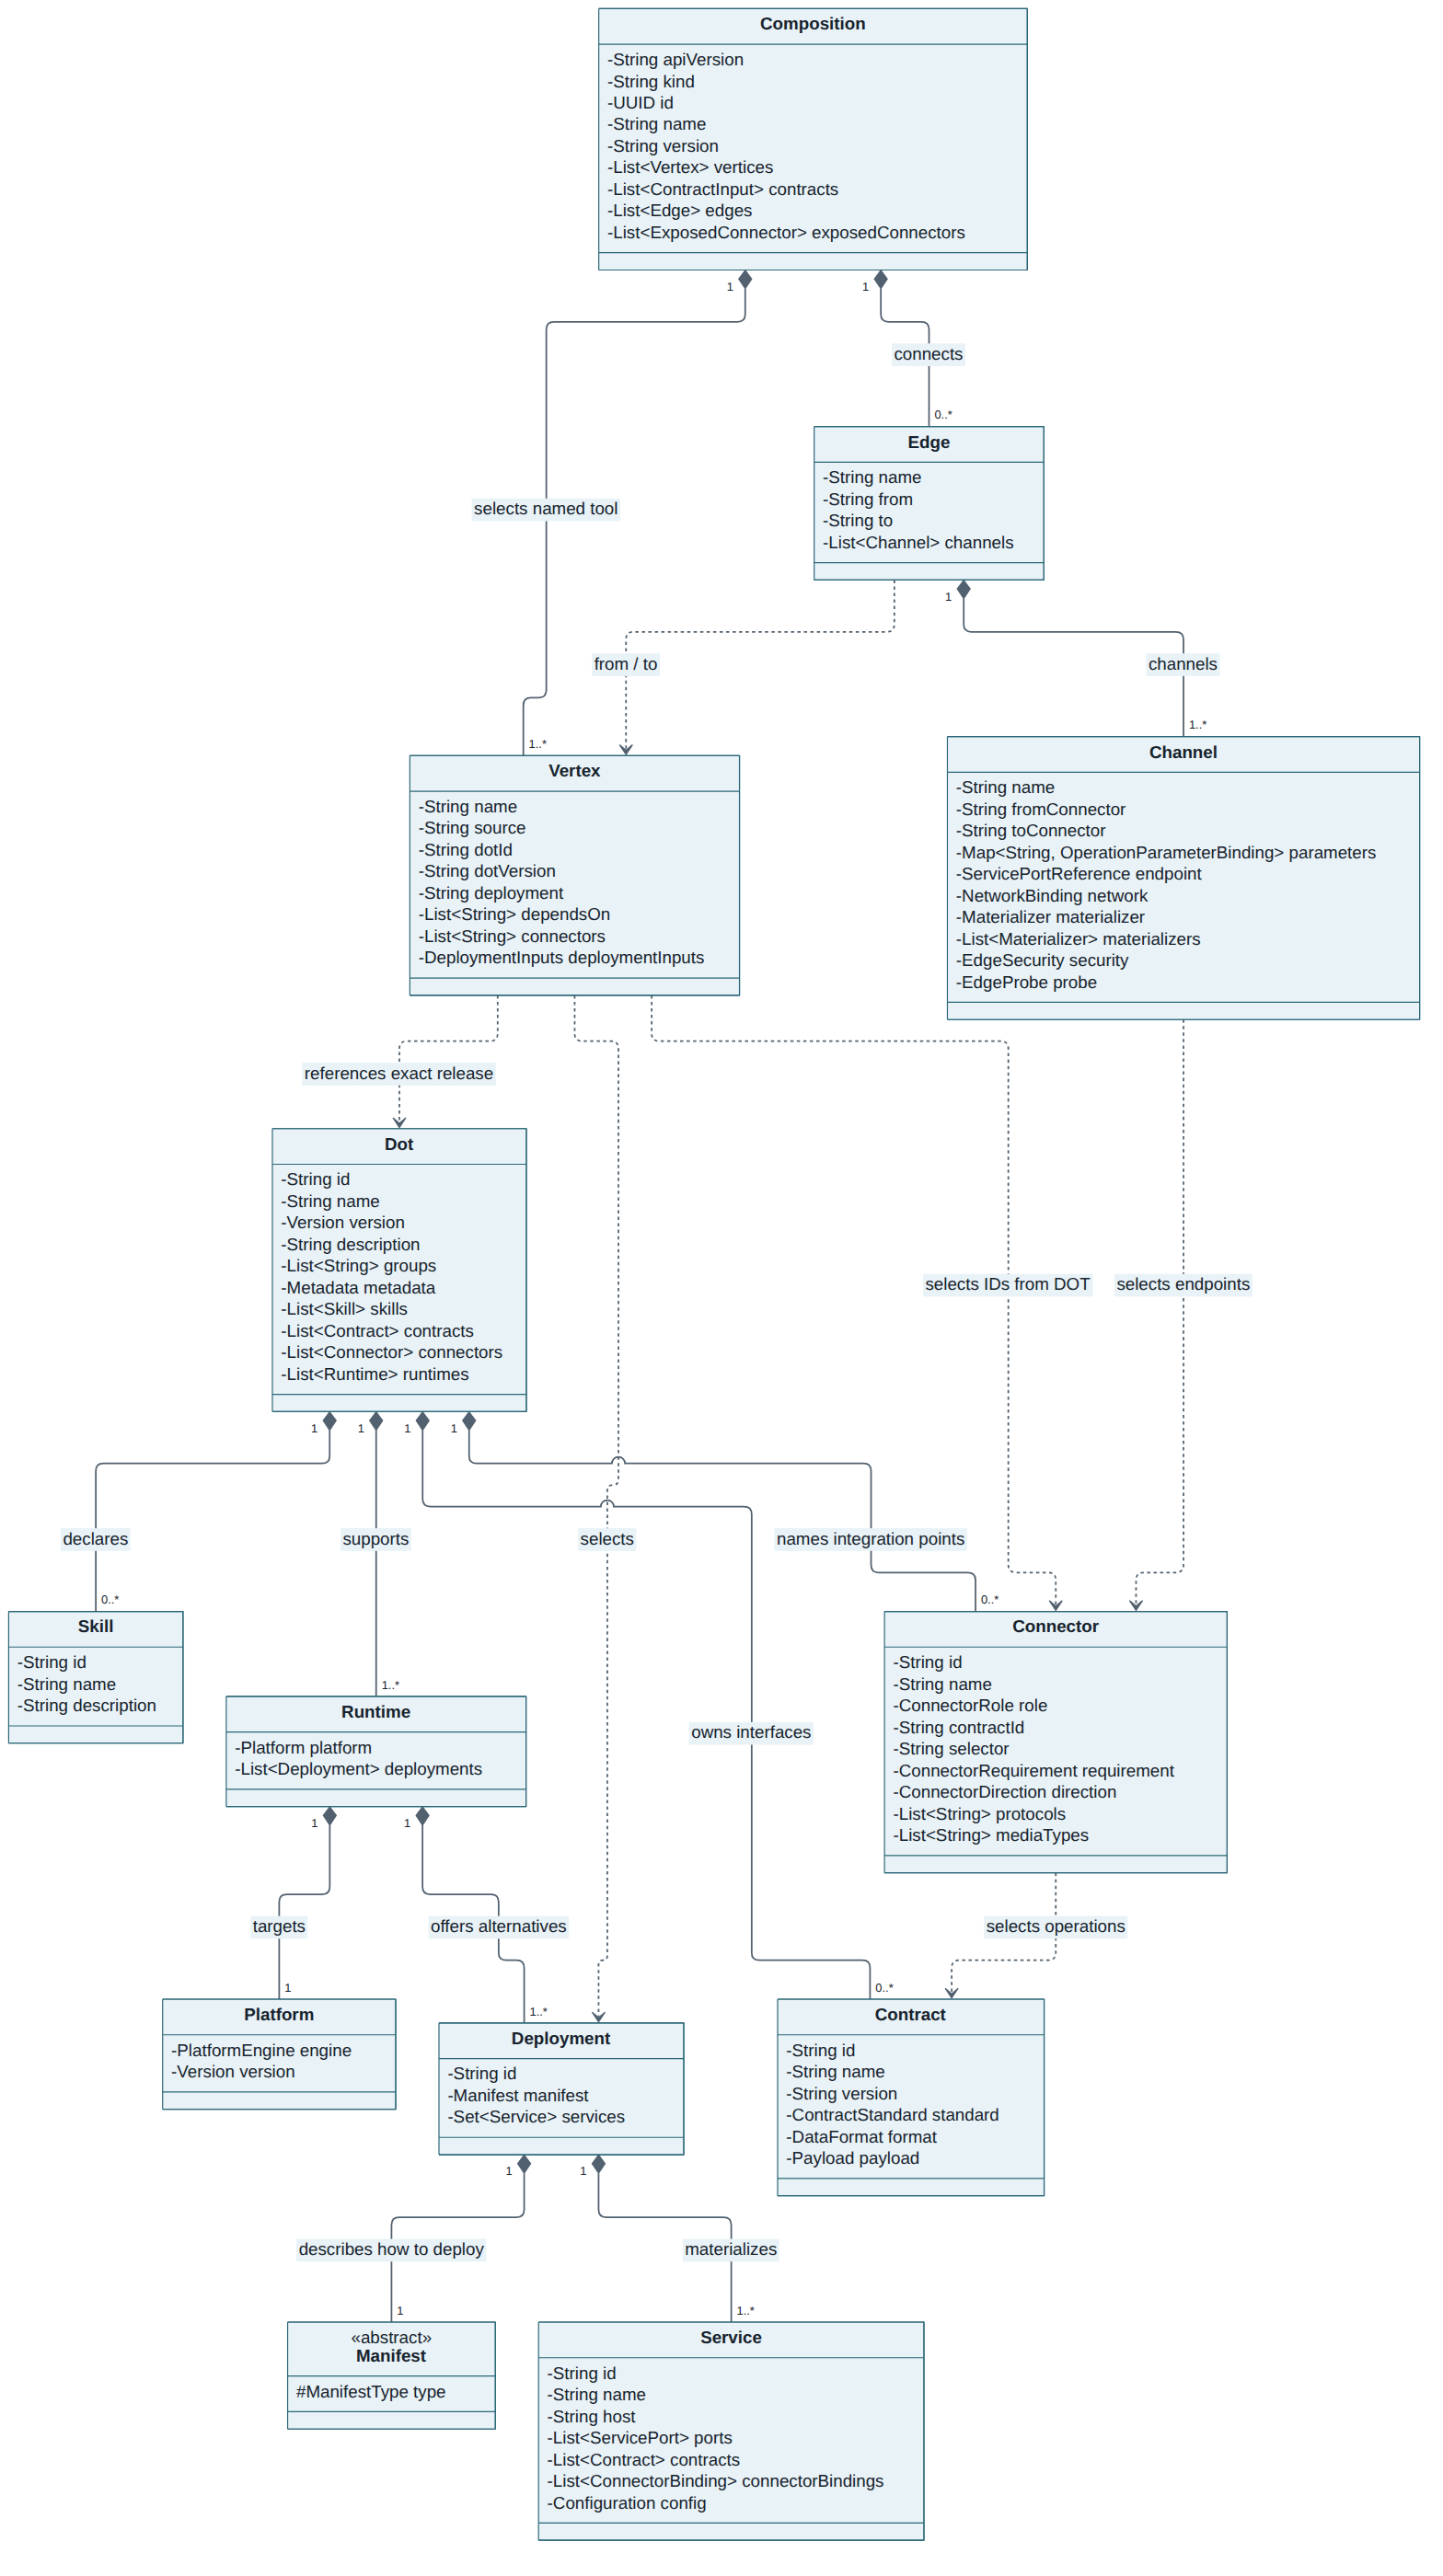 Composition
-String apiVersion
-String kind
-UUID id
-String name
-String version
-List<Vertex> vertices
-List<ContractInput> contracts
-List<Edge> edges
-List<ExposedConnector> exposedConnectors
1
1
connects
0..*
Edge
-String name
-String from
-String to
-List<Channel> channels
selects named tool
1
from / to
channels
1..*
1..*
Vertex
-String name
-String source
-String dotId
-String dotVersion
-String deployment
-List<String> dependsOn
-List<String> connectors
-DeploymentInputs deploymentInputs
Channel
-String name
-String fromConnector
-String toConnector
-Map<String, OperationParameterBinding> parameters
-ServicePortReference endpoint
-NetworkBinding network
-Materializer materializer
-List<Materializer> materializers
-EdgeSecurity security
-EdgeProbe probe
references exact release
Dot
-String id
-String name
-Version version
-String description
-List<String> groups
-Metadata metadata
-List<Skill> skills
-List<Contract> contracts
-List<Connector> connectors
-List<Runtime> runtimes
selects IDs from DOT
selects endpoints
1
1
1
1
declares
supports
selects
names integration points
0..*
0..*
Skill
-String id
-String name
-String description
1..*
Runtime
-Platform platform
-List<Deployment> deployments
owns interfaces
Connector
-String id
-String name
-ConnectorRole role
-String contractId
-String selector
-ConnectorRequirement requirement
-ConnectorDirection direction
-List<String> protocols
-List<String> mediaTypes
1
1
targets
offers alternatives
selects operations
1
1..*
0..*
Platform
-PlatformEngine engine
-Version version
Deployment
-String id
-Manifest manifest
-Set<Service> services
Contract
-String id
-String name
-String version
-ContractStandard standard
-DataFormat format
-Payload payload
1
1
describes how to deploy
materializes
1
1..*
«abstract»
Manifest
#ManifestType type
Service
-String id
-String name
-String host
-List<ServicePort> ports
-List<Contract> contracts
-List<ConnectorBinding> connectorBindings
-Configuration config